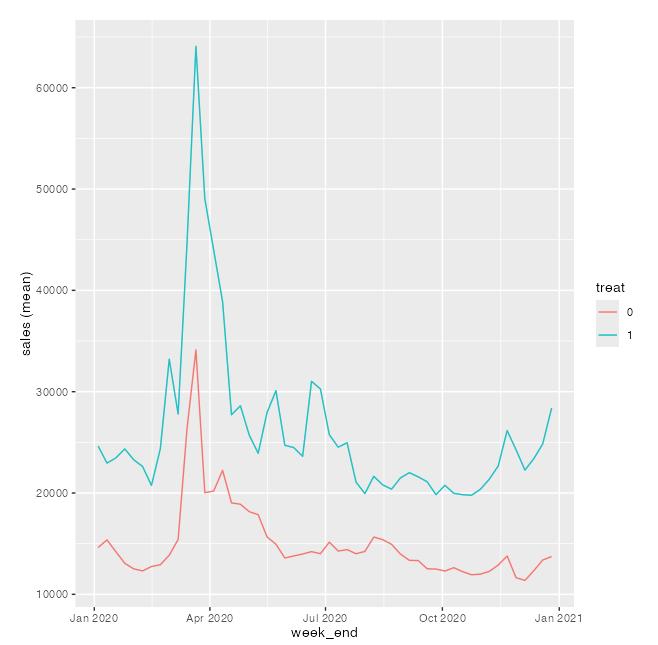 60000
50000
40000
30000
20000
10000
sales (mean)
Jan 2020
Apr 2020
Jul 2020
Oct 2020
Jan 2021
week_end
treat
0
1